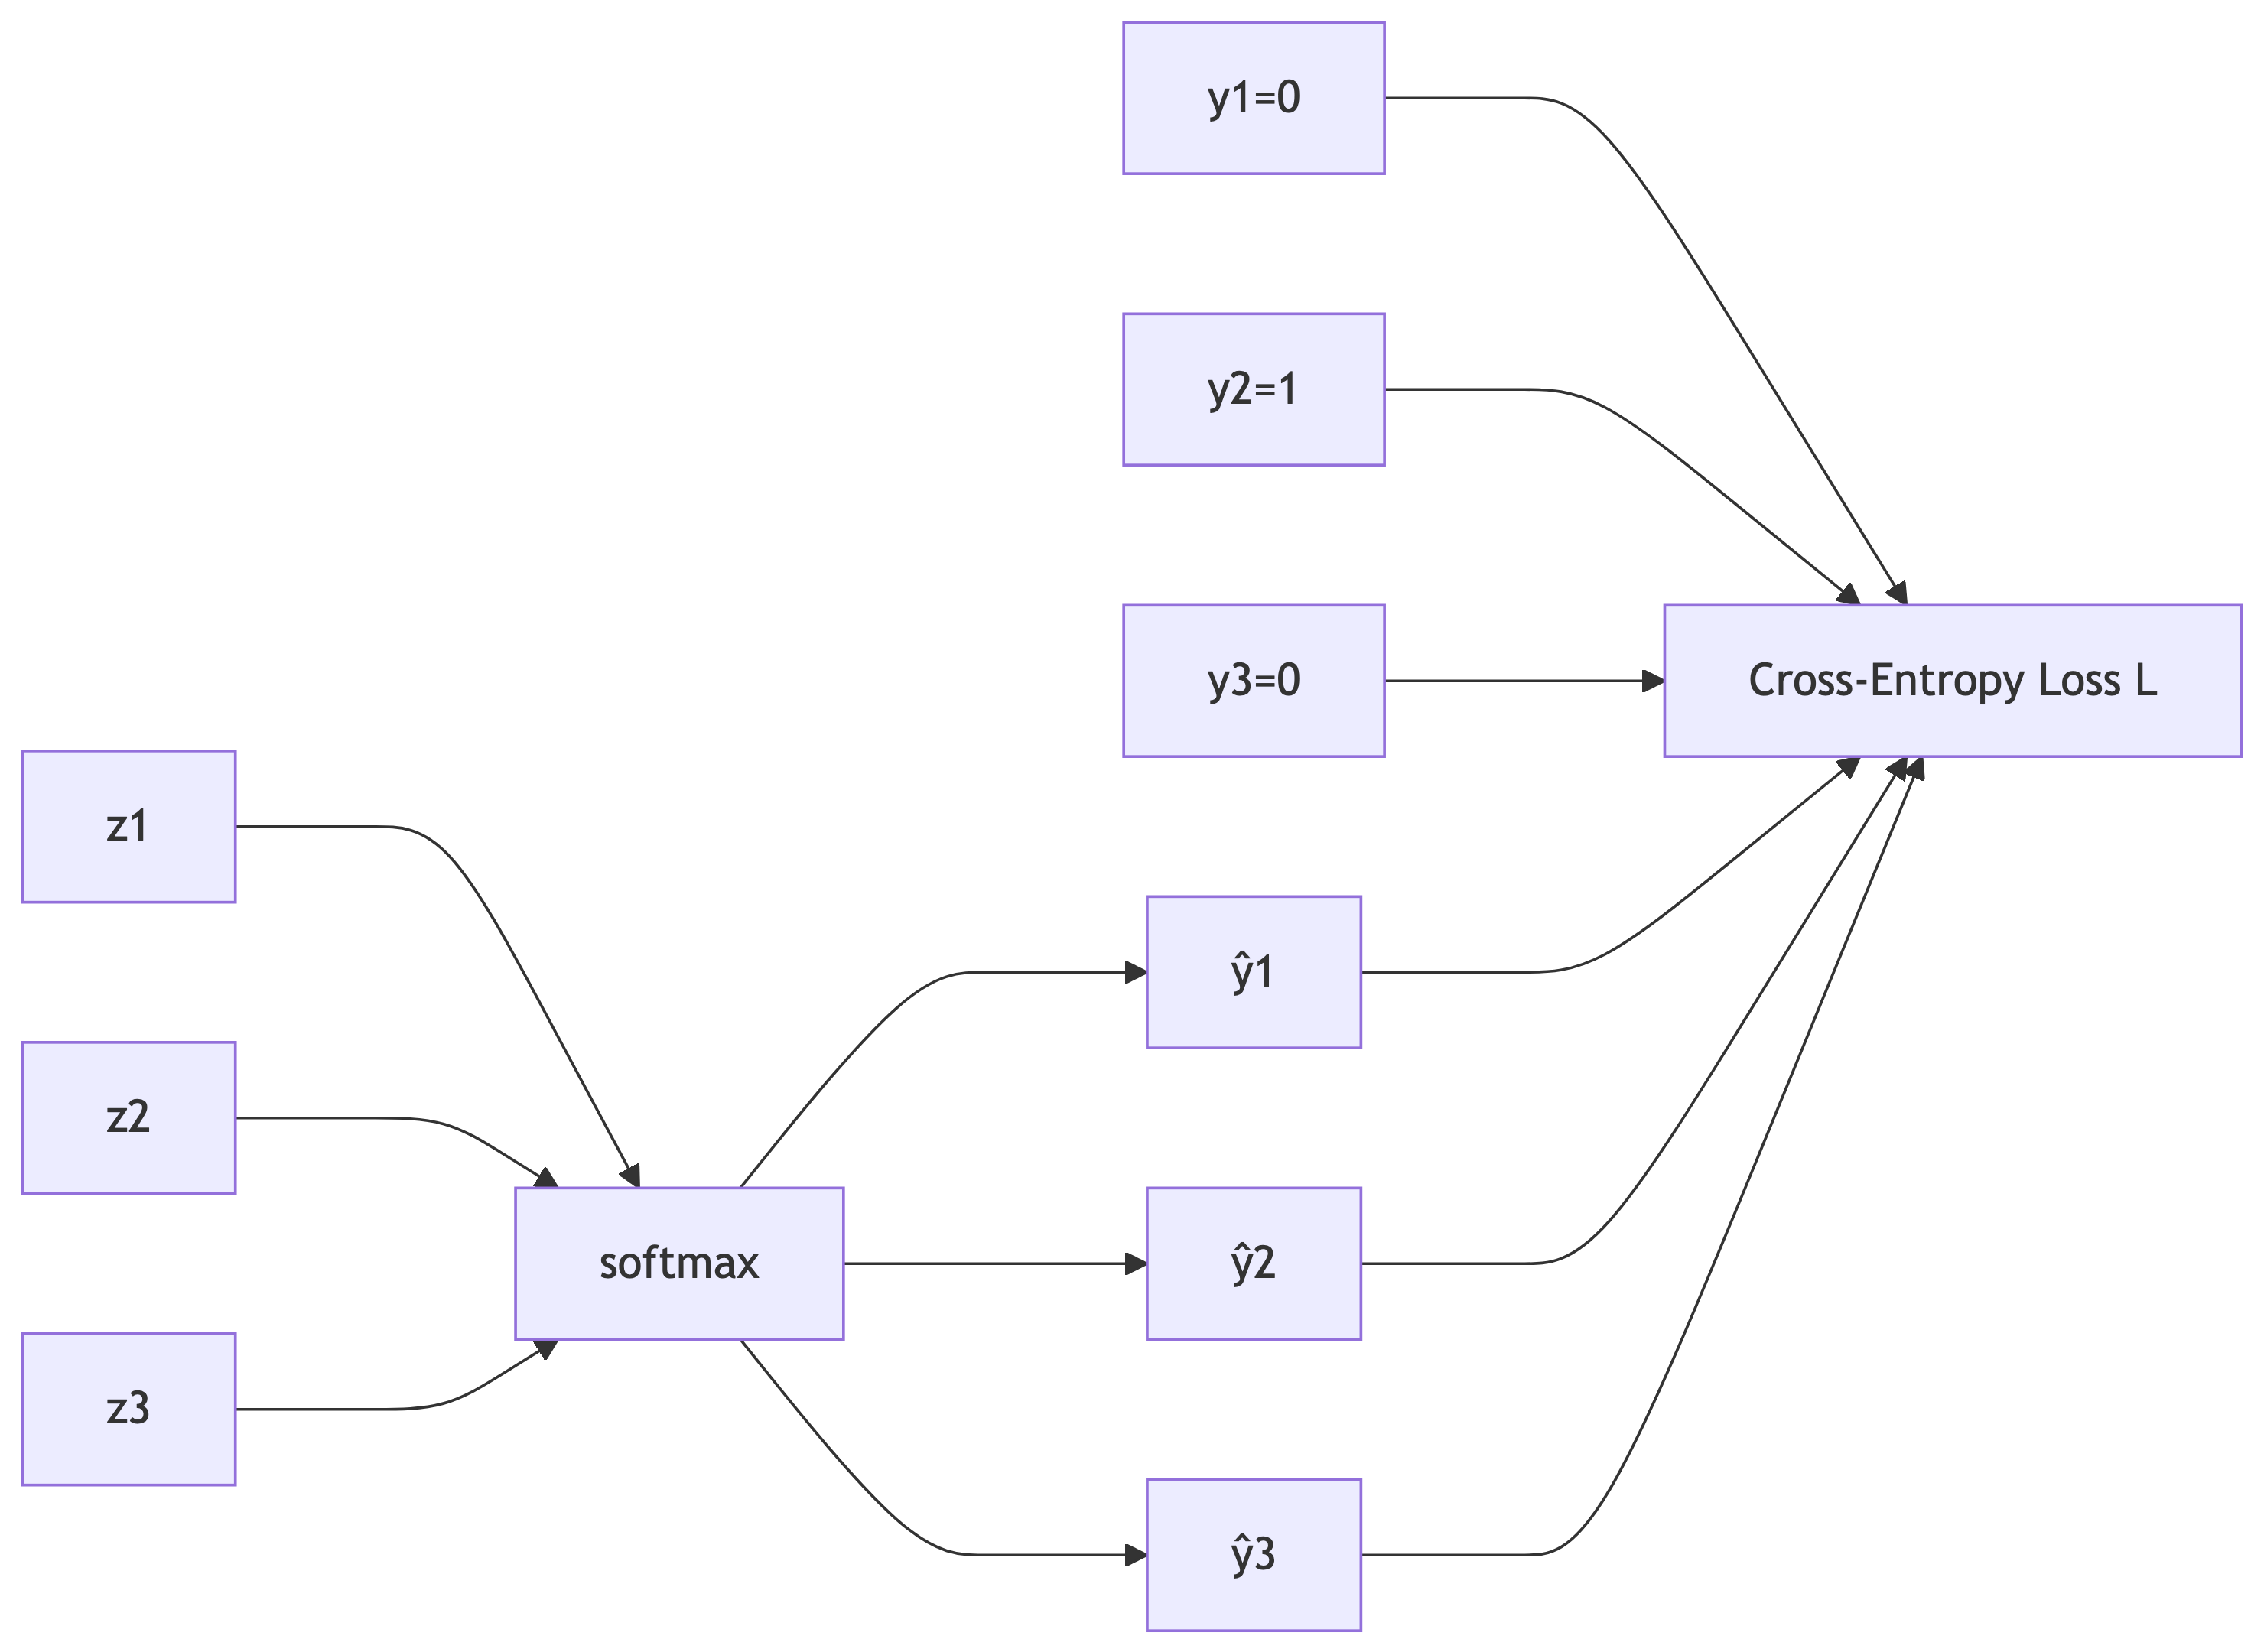 y1=0
y2=1
y3=0
Cross-Entropy Loss L
z1
ŷ1
z2
softmax
ŷ2
z3
ŷ3